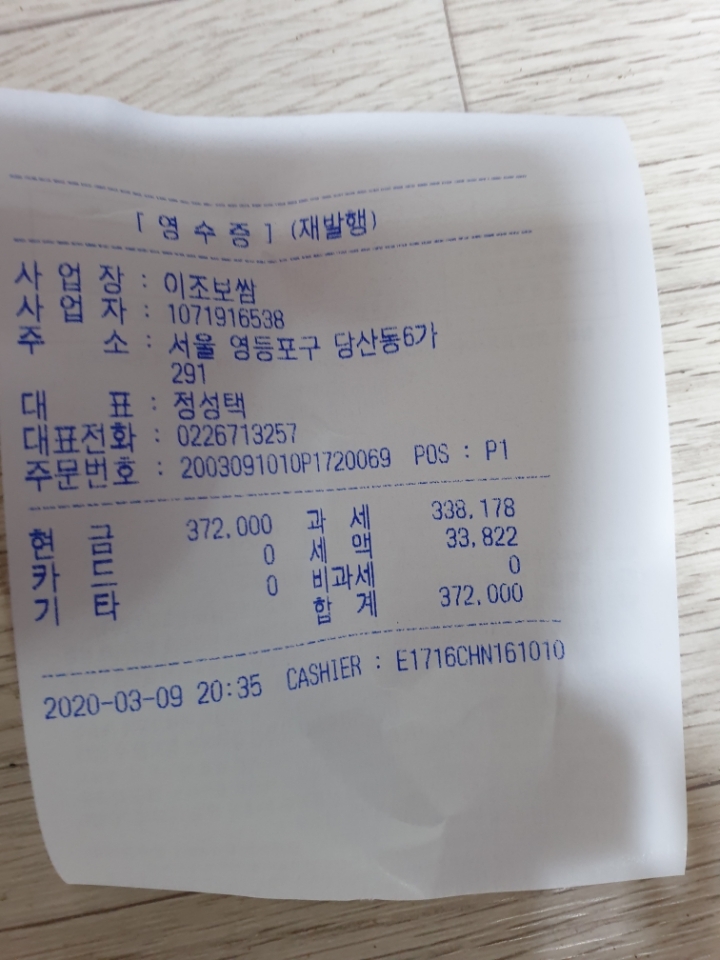 [ 영 수 증 ] (재발행)
사 업 장 : 이조보쌈
사 업 자 : 1071916538
주 소 : 서울 영등포구 당산동6가
291
대 표 : 정성택
대표전화 : 0226713257
주문번호 : 2003091010P1720069 POS : P1
현 금 372,000 과 세 338,178
카 드 0 세 액 33,822
기 타 0 비과세 0
합 계 372,000
2020-03-09 20:35 CASHIER : E1716CHN161010